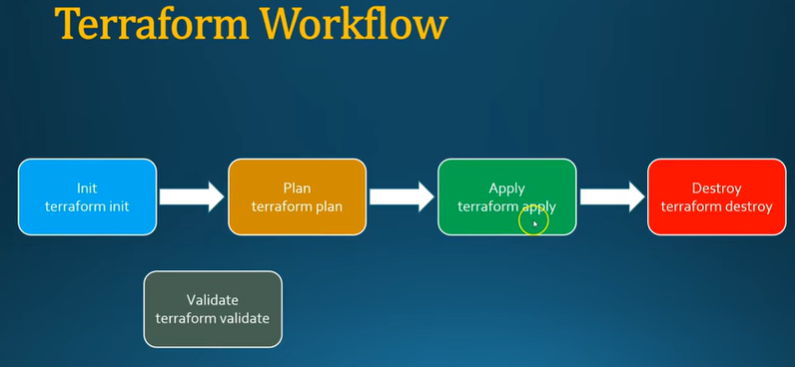 Terraform Workflow
Init
terraform init
Plan
terraform plan
Apply
terraform apply
Destroy
terraform destroy
Validate
terraform validate